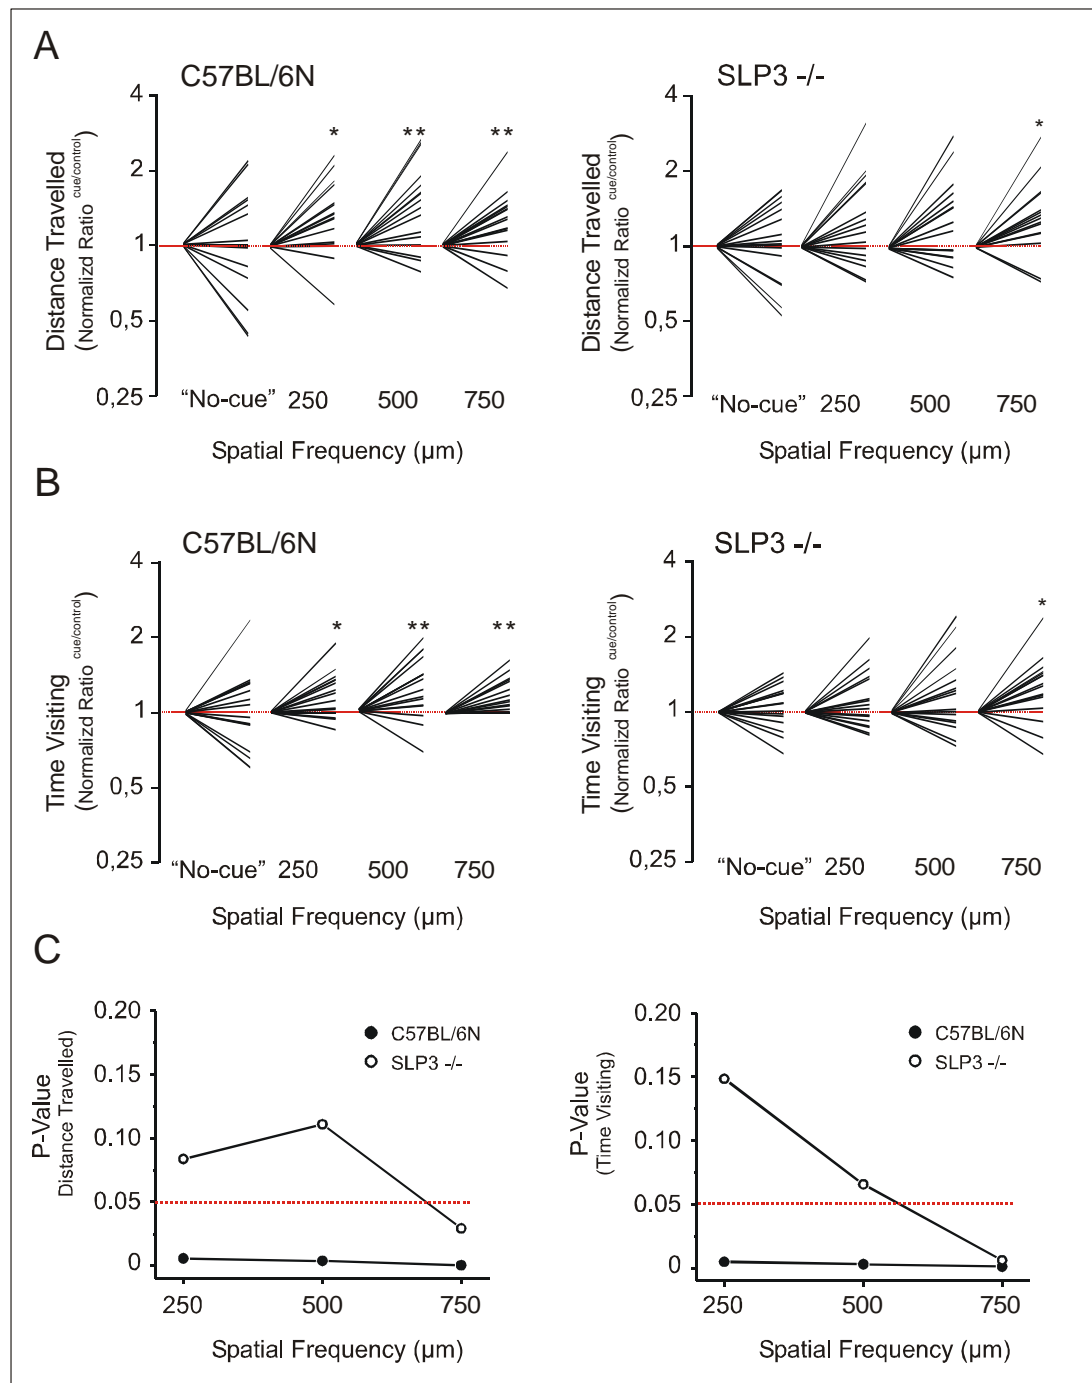 A
C57BL/6N
SLP3 -/-
Distance Travelled
(Normalizd Ratio cue/control)
4
2
1
0,5
0,25
* ** **
"No-cue" 250 500 750
Spatial Frequency (µm)
Distance Travelled
(Normalizd Ratio cue/control)
4
2
1
0,5
0,25
*
"No-cue" 250 500 750
Spatial Frequency (µm)
B
C57BL/6N
SLP3 -/-
Time Visiting
(Normalizd Ratio cue/control)
4
2
1
0,5
0,25
* ** **
"No-cue" 250 500 750
Spatial Frequency (µm)
Time Visiting
(Normalizd Ratio cue/control)
4
2
1
0,5
0,25
*
"No-cue" 250 500 750
Spatial Frequency (µm)
C
P-Value
Distance Travelled)
0.20
0.15
0.10
0.05
0
C57BL/6N
SLP3 -/-
250 500 750
Spatial Frequency (µm)
P-Value
(Time Visiting)
0.20
0.15
0.10
0.05
0
C57BL/6N
SLP3 -/-
250 500 750
Spatial Frequency (µm)